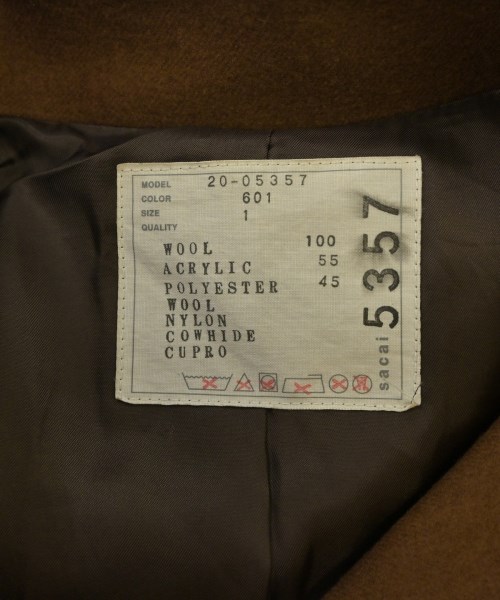 MODEL 20-05357
COLOR 601
SIZE 1
QUALITY
WOOL 100
ACRYLIC 55
POLYESTER 45
WOOL
NYLON
COWHIDE
CUPRO
sacai 5357